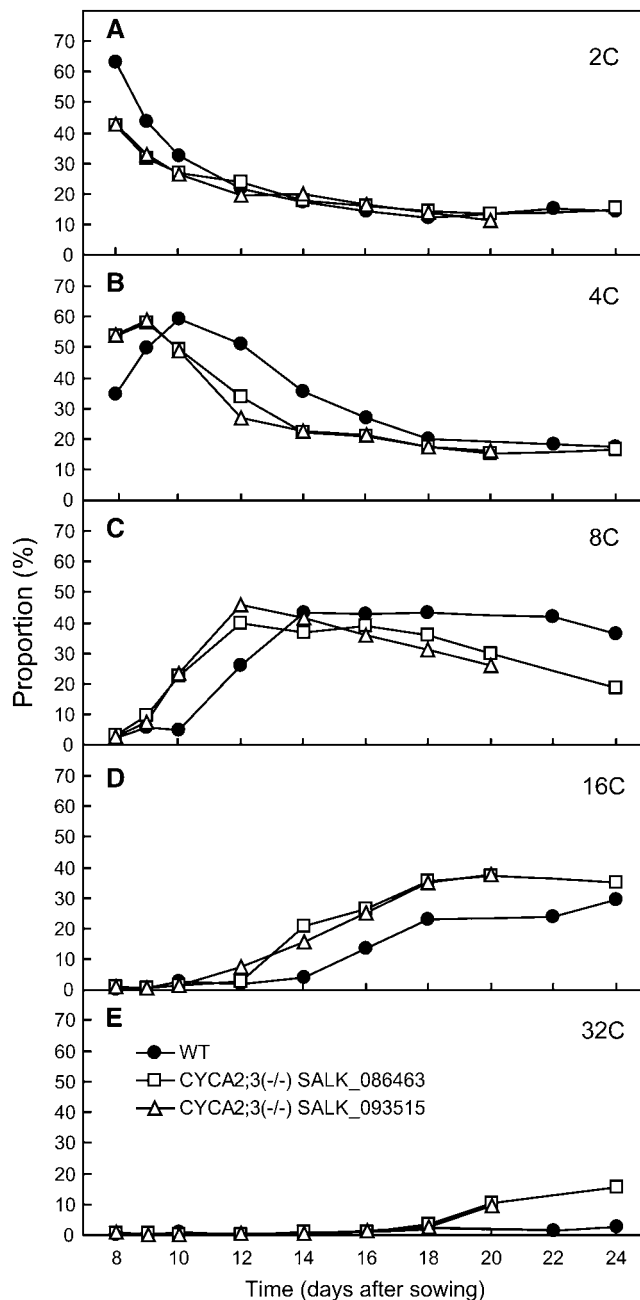 A
2C
70
60
50
40
30
20
10
0
B
4C
70
60
50
40
30
20
10
0
C
8C
70
60
50
40
30
20
10
0
D
16C
70
60
50
40
30
20
10
0
E
32C
70
60
50
40
30
20
10
0
WT
CYCA2;3(-/-) SALK_086463
CYCA2;3(-/-) SALK_093515
Proportion (%)
8 10 12 14 16 18 20 22 24
Time (days after sowing)